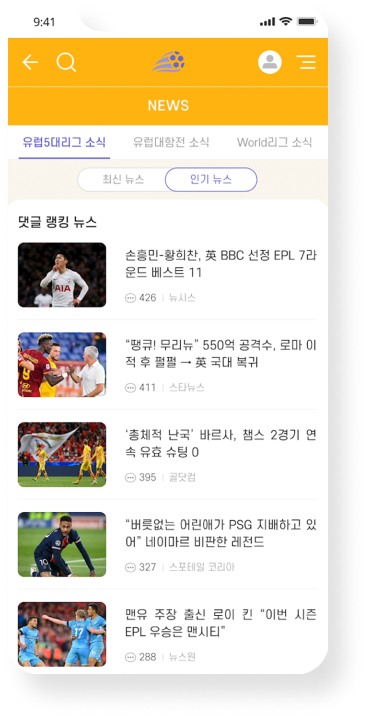 9:41
NEWS
유럽5대리그 소식 유럽대항전 소식 World리그 소식
최신 뉴스 인기 뉴스
댓글 랭킹 뉴스
손흥민-황희찬, 英 BBC 선정 EPL 7라
운드 베스트 11
426 뉴시스
“땡큐! 무리뉴” 550억 공격수, 로마 이
적 후 펄펄 → 英 국대 복귀
411 스타뉴스
‘총체적 난국’ 바르사, 챔스 2경기 연
속 유효 슈팅 0
395 골닷컴
“버릇없는 어린애가 PSG 지배하고 있
어” 네이마르 비판한 레전드
327 스포테일 코리아
맨유 주장 출신 로이 킨 “이번 시즌
EPL 우승은 맨시티”
288 뉴스원
AIA
10
17